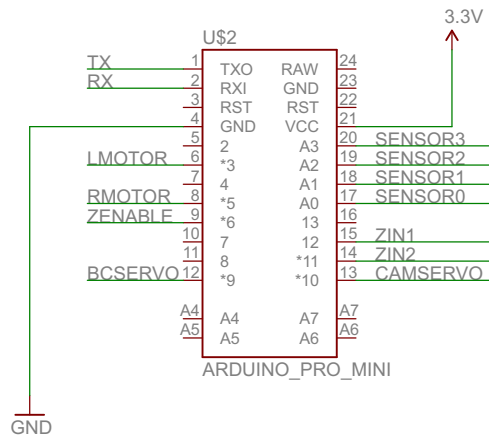 3.3V
U$2
TX 1 TXO RAW 24
RX 2 RXI GND 23
3 RST RST 22
4 GND VCC 21
5 2 A3 20 SENSOR3
LMOTOR 6 *3 A2 19 SENSOR2
7 4 A1 18 SENSOR1
RMOTOR 8 *5 A0 17 SENSOR0
ZENABLE 9 *6 13 16
10 7 12 15 ZIN1
11 8 *11 14 ZIN2
BCSERVO 12 *9 *10 13 CAMSERVO
A4 A4 A7 A7
A5 A5 A6 A6
ARDUINO_PRO_MINI
GND